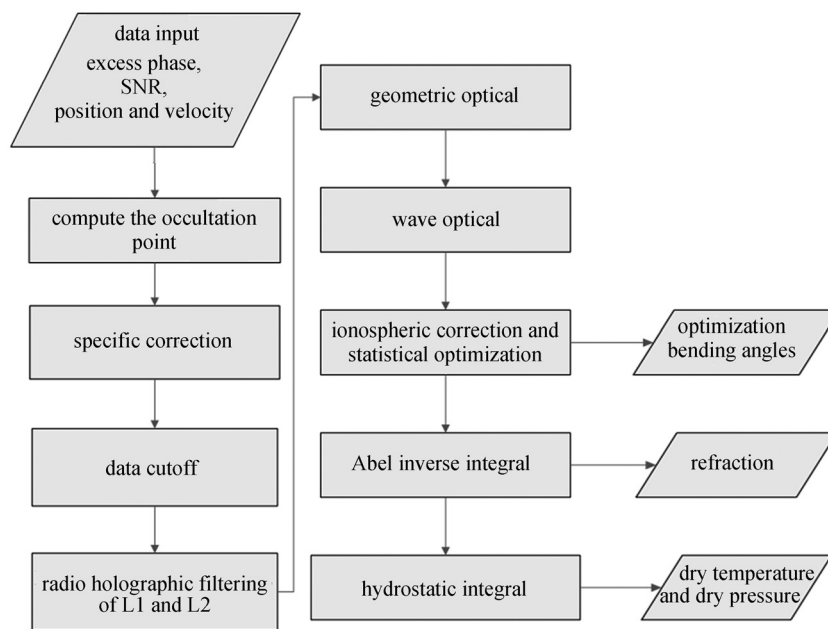 data input
excess phase,
SNR,
position and velocity
compute the occultation
point
specific correction
data cutoff
radio holographic filtering
of L1 and L2
geometric optical
wave optical
ionospheric correction and
statistical optimization
optimization
bending angles
Abel inverse integral
refraction
hydrostatic integral
dry temperature
and dry pressure